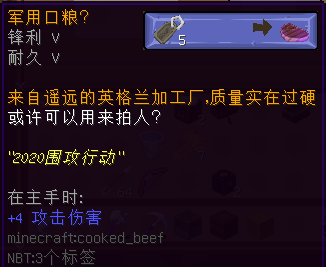 军用口粮?
锋利 V
耐久 V
5
来自遥远的英格兰加工厂,质量实在过硬
或许可以用来拍人?
"2020围攻行动"
在主手时:
+4 攻击伤害
minecraft:cooked_beef
NBT:3个标签